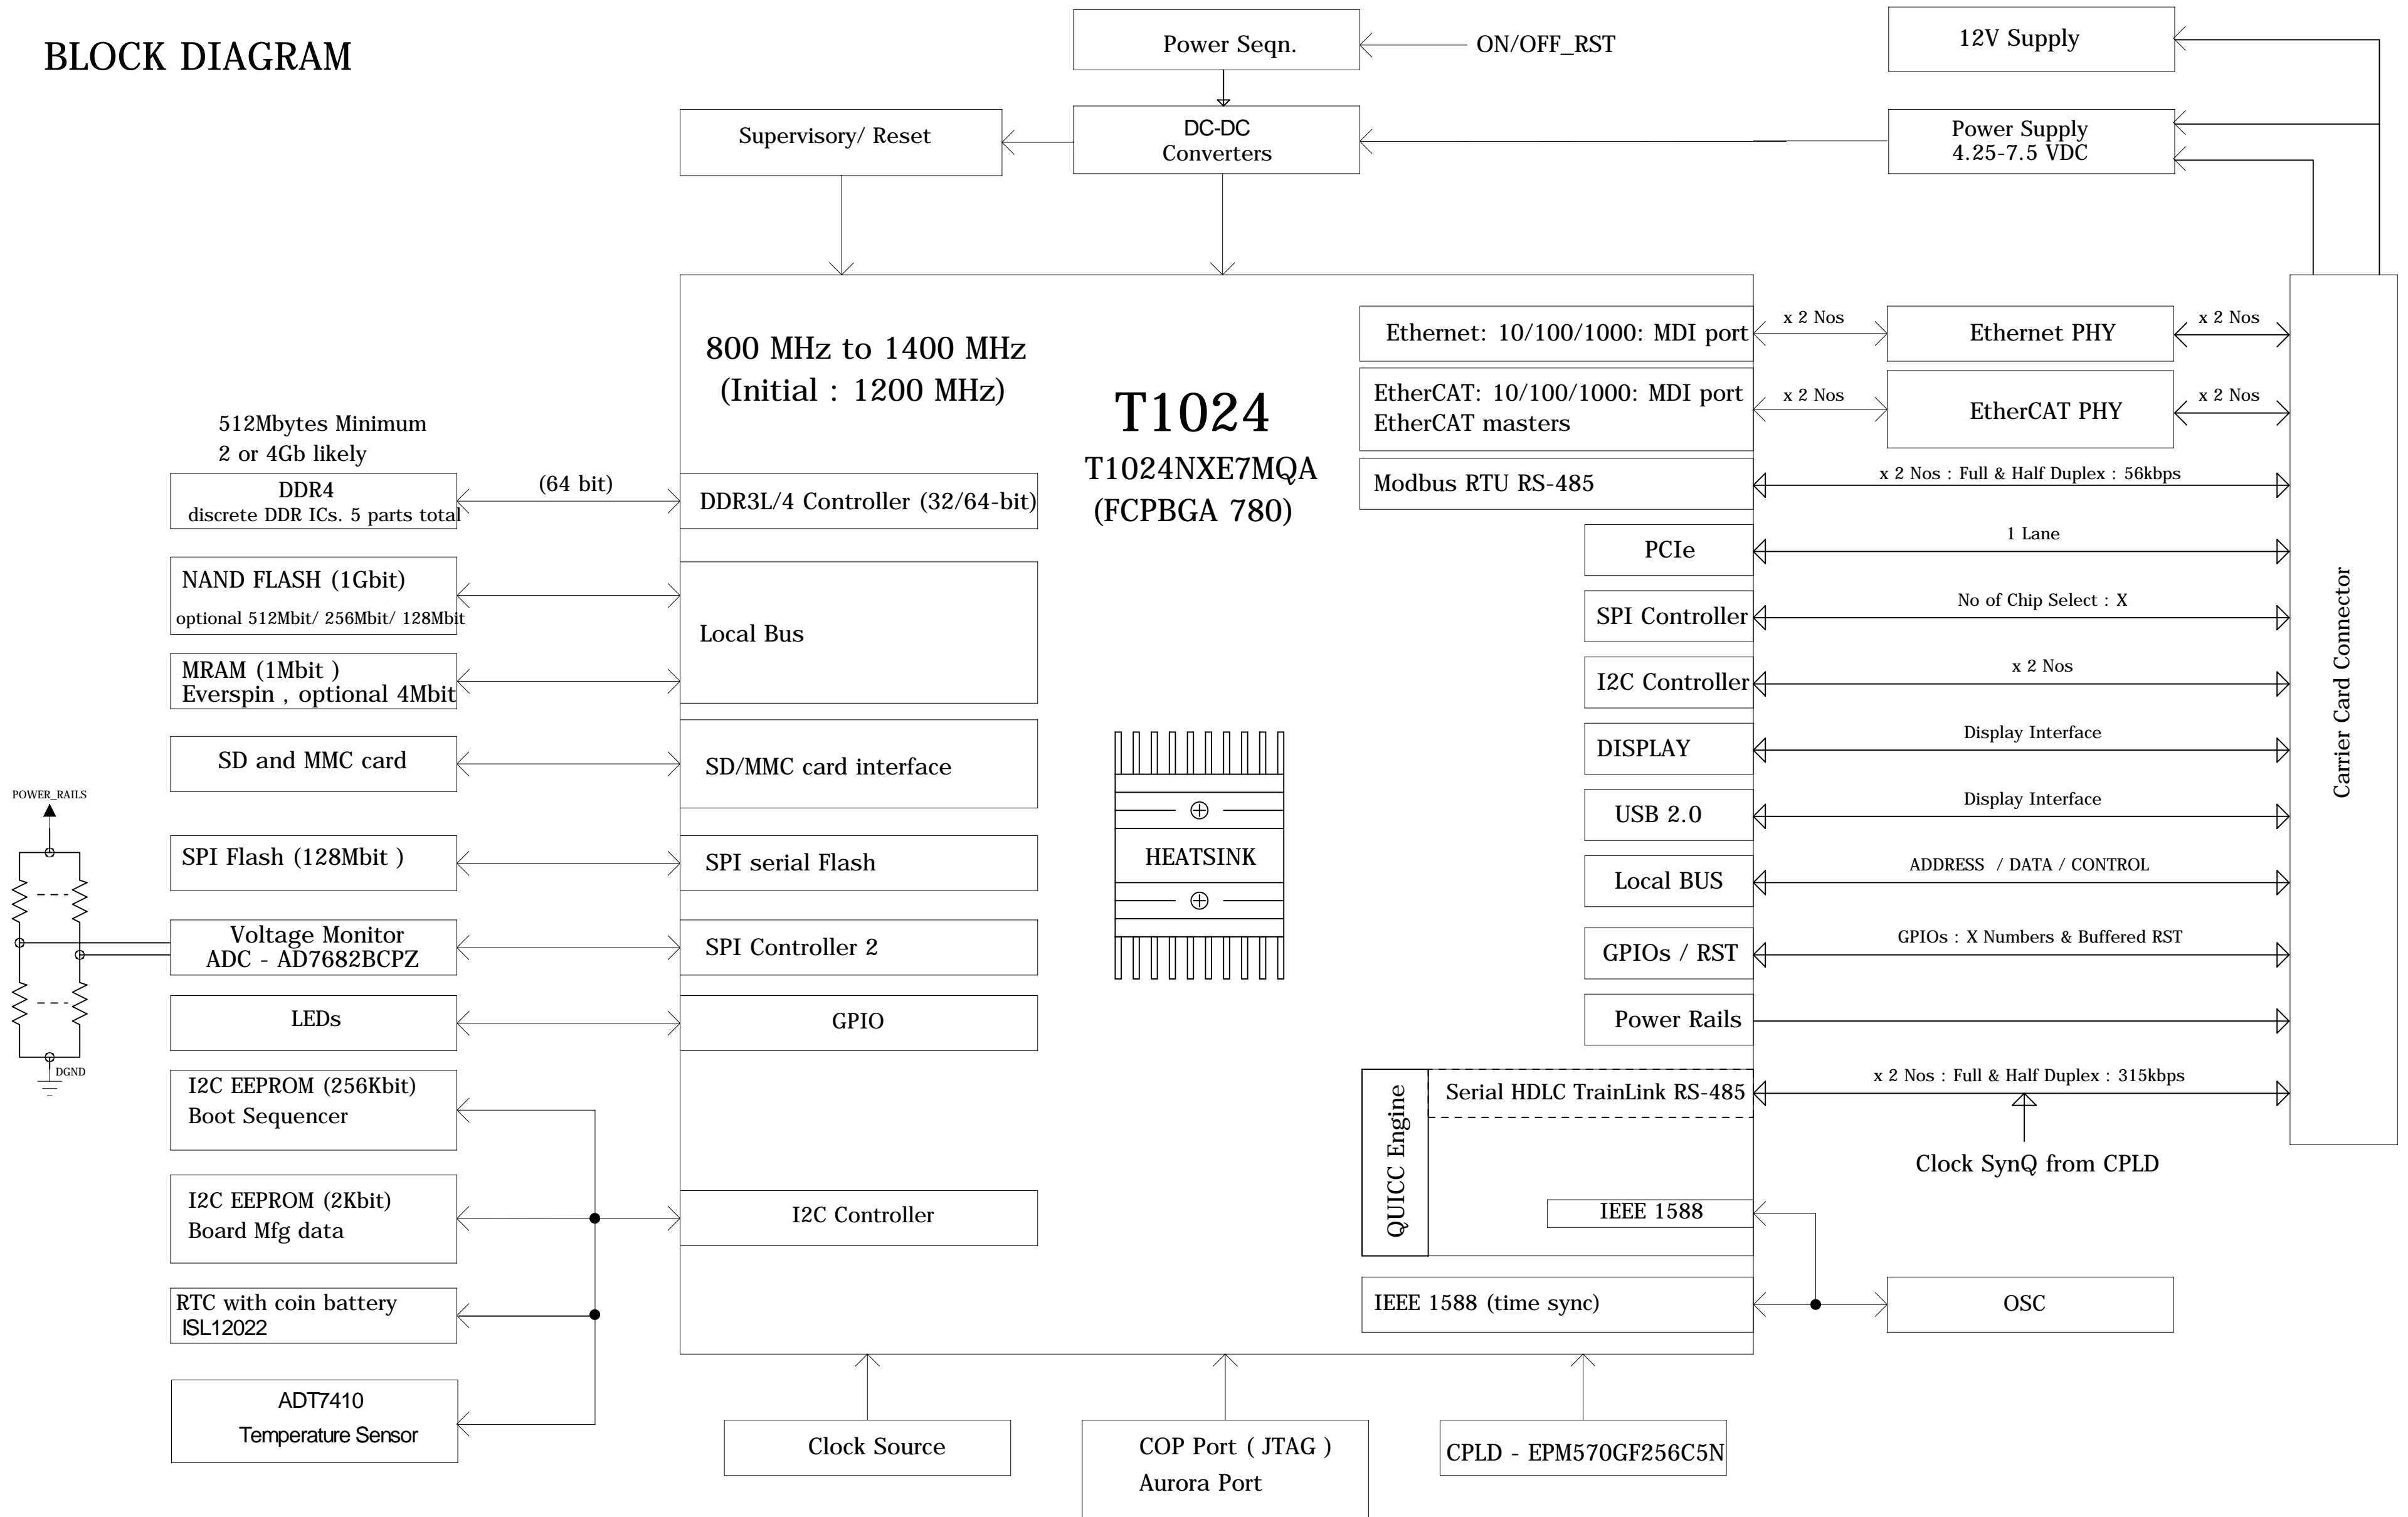 BLOCK DIAGRAM
Power Seqn.
ON/OFF_RST
12V Supply
Supervisory/ Reset
DC-DC
Converters
Power Supply
4.25-7.5 VDC
800 MHz to 1400 MHz
(Initial : 1200 MHz)
T1024
T1024NXE7MQA
(FCPBGA 780)
512Mbytes Minimum
2 or 4Gb likely
DDR4
discrete DDR ICs. 5 parts total
(64 bit)
DDR3L/4 Controller (32/64-bit)
NAND FLASH (1Gbit)
optional 512Mbit/ 256Mbit/ 128Mbit
MRAM (1Mbit )
Everspin , optional 4Mbit
Local Bus
SD and MMC card
SD/MMC card interface
POWER_RAILS
SPI Flash (128Mbit )
SPI serial Flash
Voltage Monitor
ADC - AD7682BCPZ
SPI Controller 2
LEDs
GPIO
DGND
I2C EEPROM (256Kbit)
Boot Sequencer
I2C EEPROM (2Kbit)
Board Mfg data
I2C Controller
RTC with coin battery
ISL12022
ADT7410
Temperature Sensor
HEATSINK
Ethernet: 10/100/1000: MDI port
x 2 Nos
Ethernet PHY
x 2 Nos
EtherCAT: 10/100/1000: MDI port
EtherCAT masters
x 2 Nos
EtherCAT PHY
x 2 Nos
Modbus RTU RS-485
x 2 Nos : Full & Half Duplex : 56kbps
PCIe
1 Lane
SPI Controller
No of Chip Select : X
I2C Controller
x 2 Nos
DISPLAY
Display Interface
USB 2.0
Display Interface
Local BUS
ADDRESS / DATA / CONTROL
GPIOs / RST
GPIOs : X Numbers & Buffered RST
Power Rails
Carrier Card Connector
QUICC Engine
Serial HDLC TrainLink RS-485
x 2 Nos : Full & Half Duplex : 315kbps
Clock SynQ from CPLD
IEEE 1588
IEEE 1588 (time sync)
OSC
Clock Source
COP Port ( JTAG )
Aurora Port
CPLD - EPM570GF256C5N